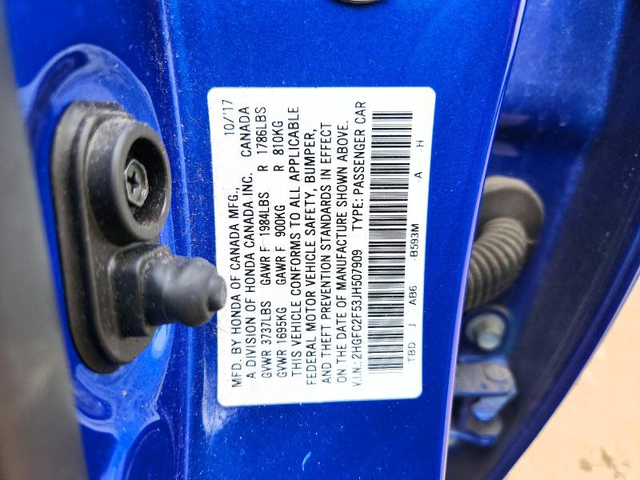 MFD. BY HONDA OF CANADA MFG., 10/'17
A DIVISION OF HONDA CANADA INC. CANADA
GVWR 3737LBS GAWR F 1984LBS R 1786LBS
GVWR 1695KG GAWR F 900KG R 810KG
THIS VEHICLE CONFORMS TO ALL APPLICABLE
FEDERAL MOTOR VEHICLE SAFETY, BUMPER,
AND THEFT PREVENTION STANDARDS IN EFFECT
ON THE DATE OF MANUFACTURE SHOWN ABOVE.
V.I.N.: 2HGFC2F53JH507909 TYPE: PASSENGER CAR
TBD J AB6 -B593M -A H